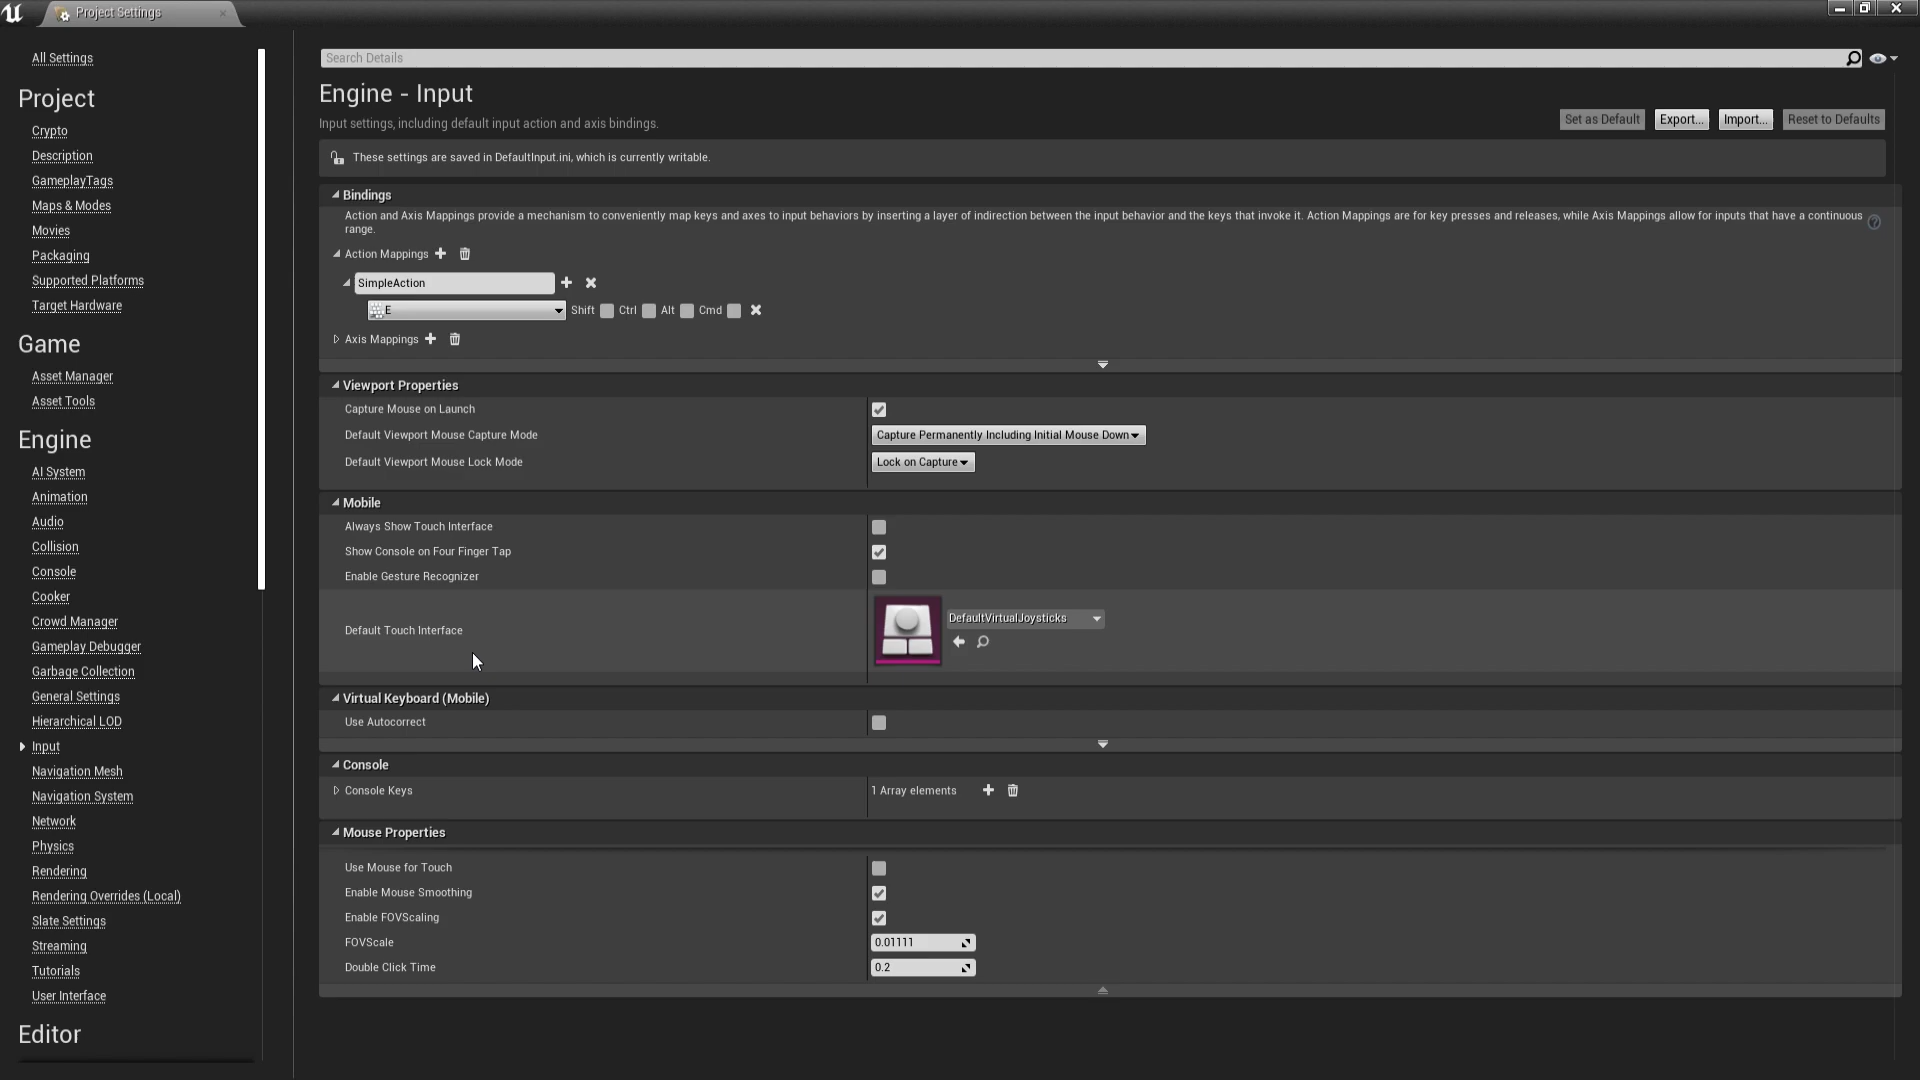 Project Settings
All Settings
Project
Crypto
Description
GameplayTags
Maps & Modes
Movies
Packaging
Supported Platforms
Target Hardware
Game
Asset Manager
Asset Tools
Engine
AI System
Animation
Audio
Collision
Console
Cooker
Crowd Manager
Gameplay Debugger
Garbage Collection
General Settings
Hierarchical LOD
Input
Navigation Mesh
Navigation System
Network
Physics
Rendering
Rendering Overrides (Local)
Slate Settings
Streaming
Tutorials
User Interface
Editor
Search Details
Engine - Input
Input settings, including default input action and axis bindings.
Set as Default Export... Import... Reset to Defaults
These settings are saved in DefaultInput.ini, which is currently writable.
Bindings
Action and Axis Mappings provide a mechanism to conveniently map keys and axes to input behaviors by inserting a layer of indirection between the input behavior and the keys that invoke it. Action Mappings are for key presses and releases, while Axis Mappings allow for inputs that have a continuous
range.
Action Mappings
SimpleAction
E Shift Ctrl Alt Cmd
Axis Mappings
Viewport Properties
Capture Mouse on Launch
Default Viewport Mouse Capture Mode Capture Permanently Including Initial Mouse Down
Default Viewport Mouse Lock Mode Lock on Capture
Mobile
Always Show Touch Interface
Show Console on Four Finger Tap
Enable Gesture Recognizer
Default Touch Interface DefaultVirtualJoysticks
Virtual Keyboard (Mobile)
Use Autocorrect
Console
Console Keys 1 Array elements
Mouse Properties
Use Mouse for Touch
Enable Mouse Smoothing
Enable FOVScaling
FOVScale 0.01111
Double Click Time 0.2